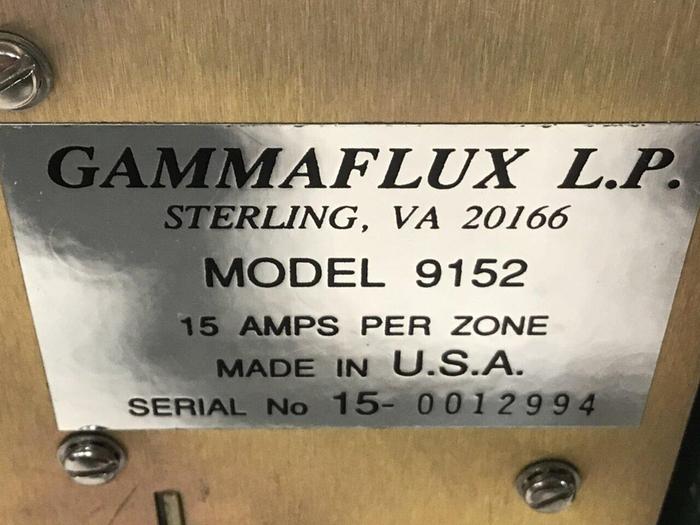 GAMMAFLUX L.P.
STERLING, VA 20166
MODEL 9152
15 AMPS PER ZONE
MADE IN U.S.A.
SERIAL No 15- 0012994